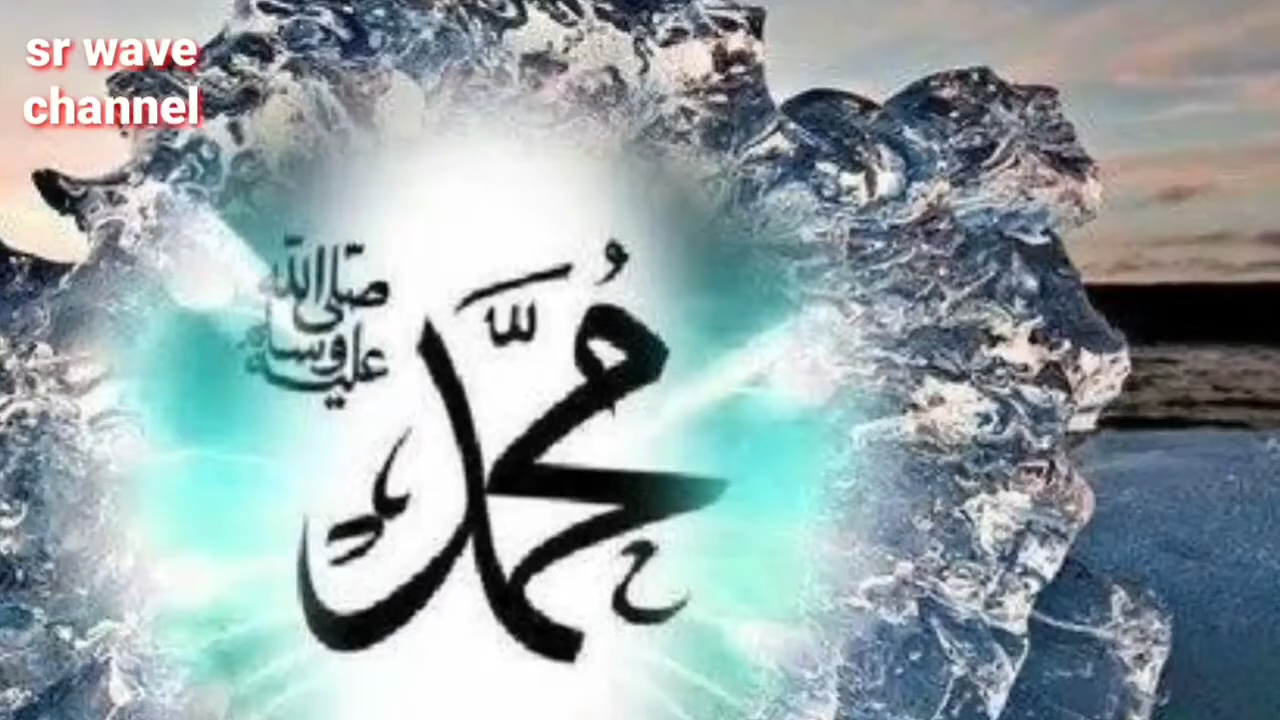 sr wave
channel
صلى الله
عليه وسلم
مُحَمَّد